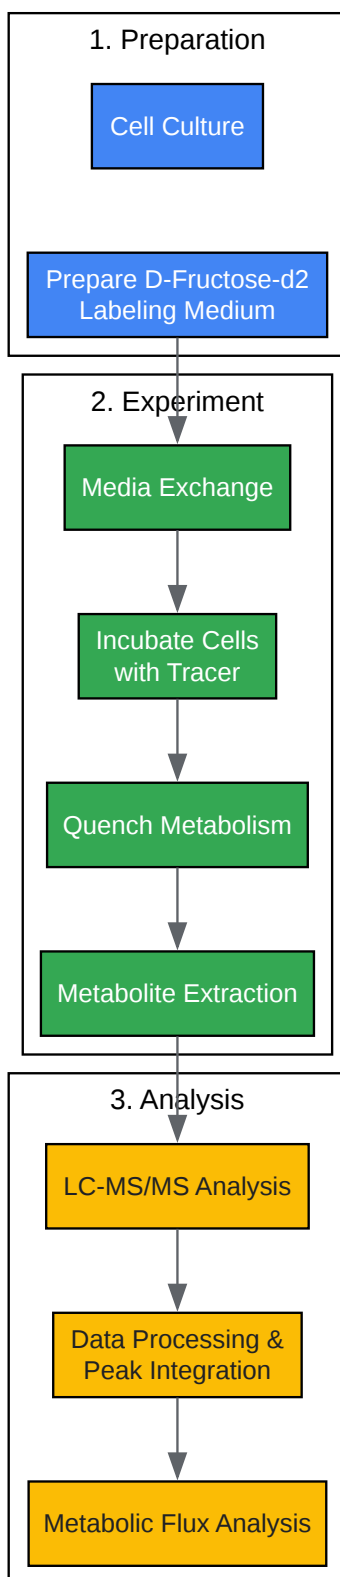 1. Preparation
Cell Culture
Prepare D-Fructose-d2
Labeling Medium
2. Experiment
Media Exchange
Incubate Cells
with Tracer
Quench Metabolism
Metabolite Extraction
3. Analysis
LC-MS/MS Analysis
Data Processing &
Peak Integration
Metabolic Flux Analysis